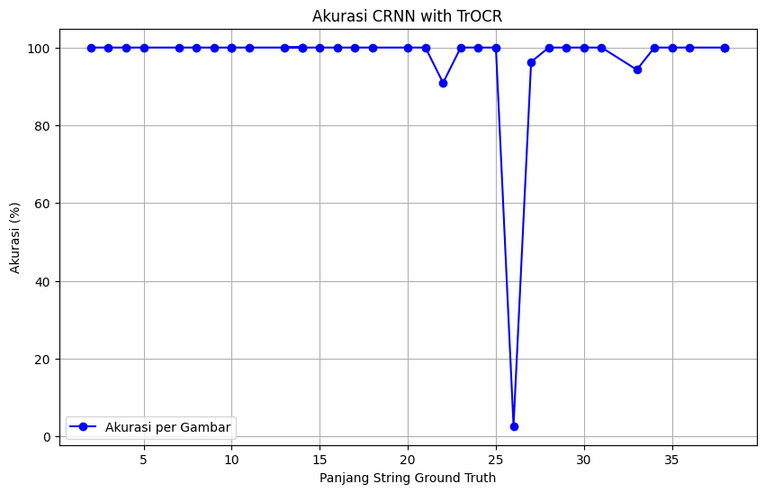 Akurasi CRNN with TrOCR
100
80
60
40
20
0
Akurasi (%)
Akurasi per Gambar
5 10 15 20 25 30 35
Panjang String Ground Truth